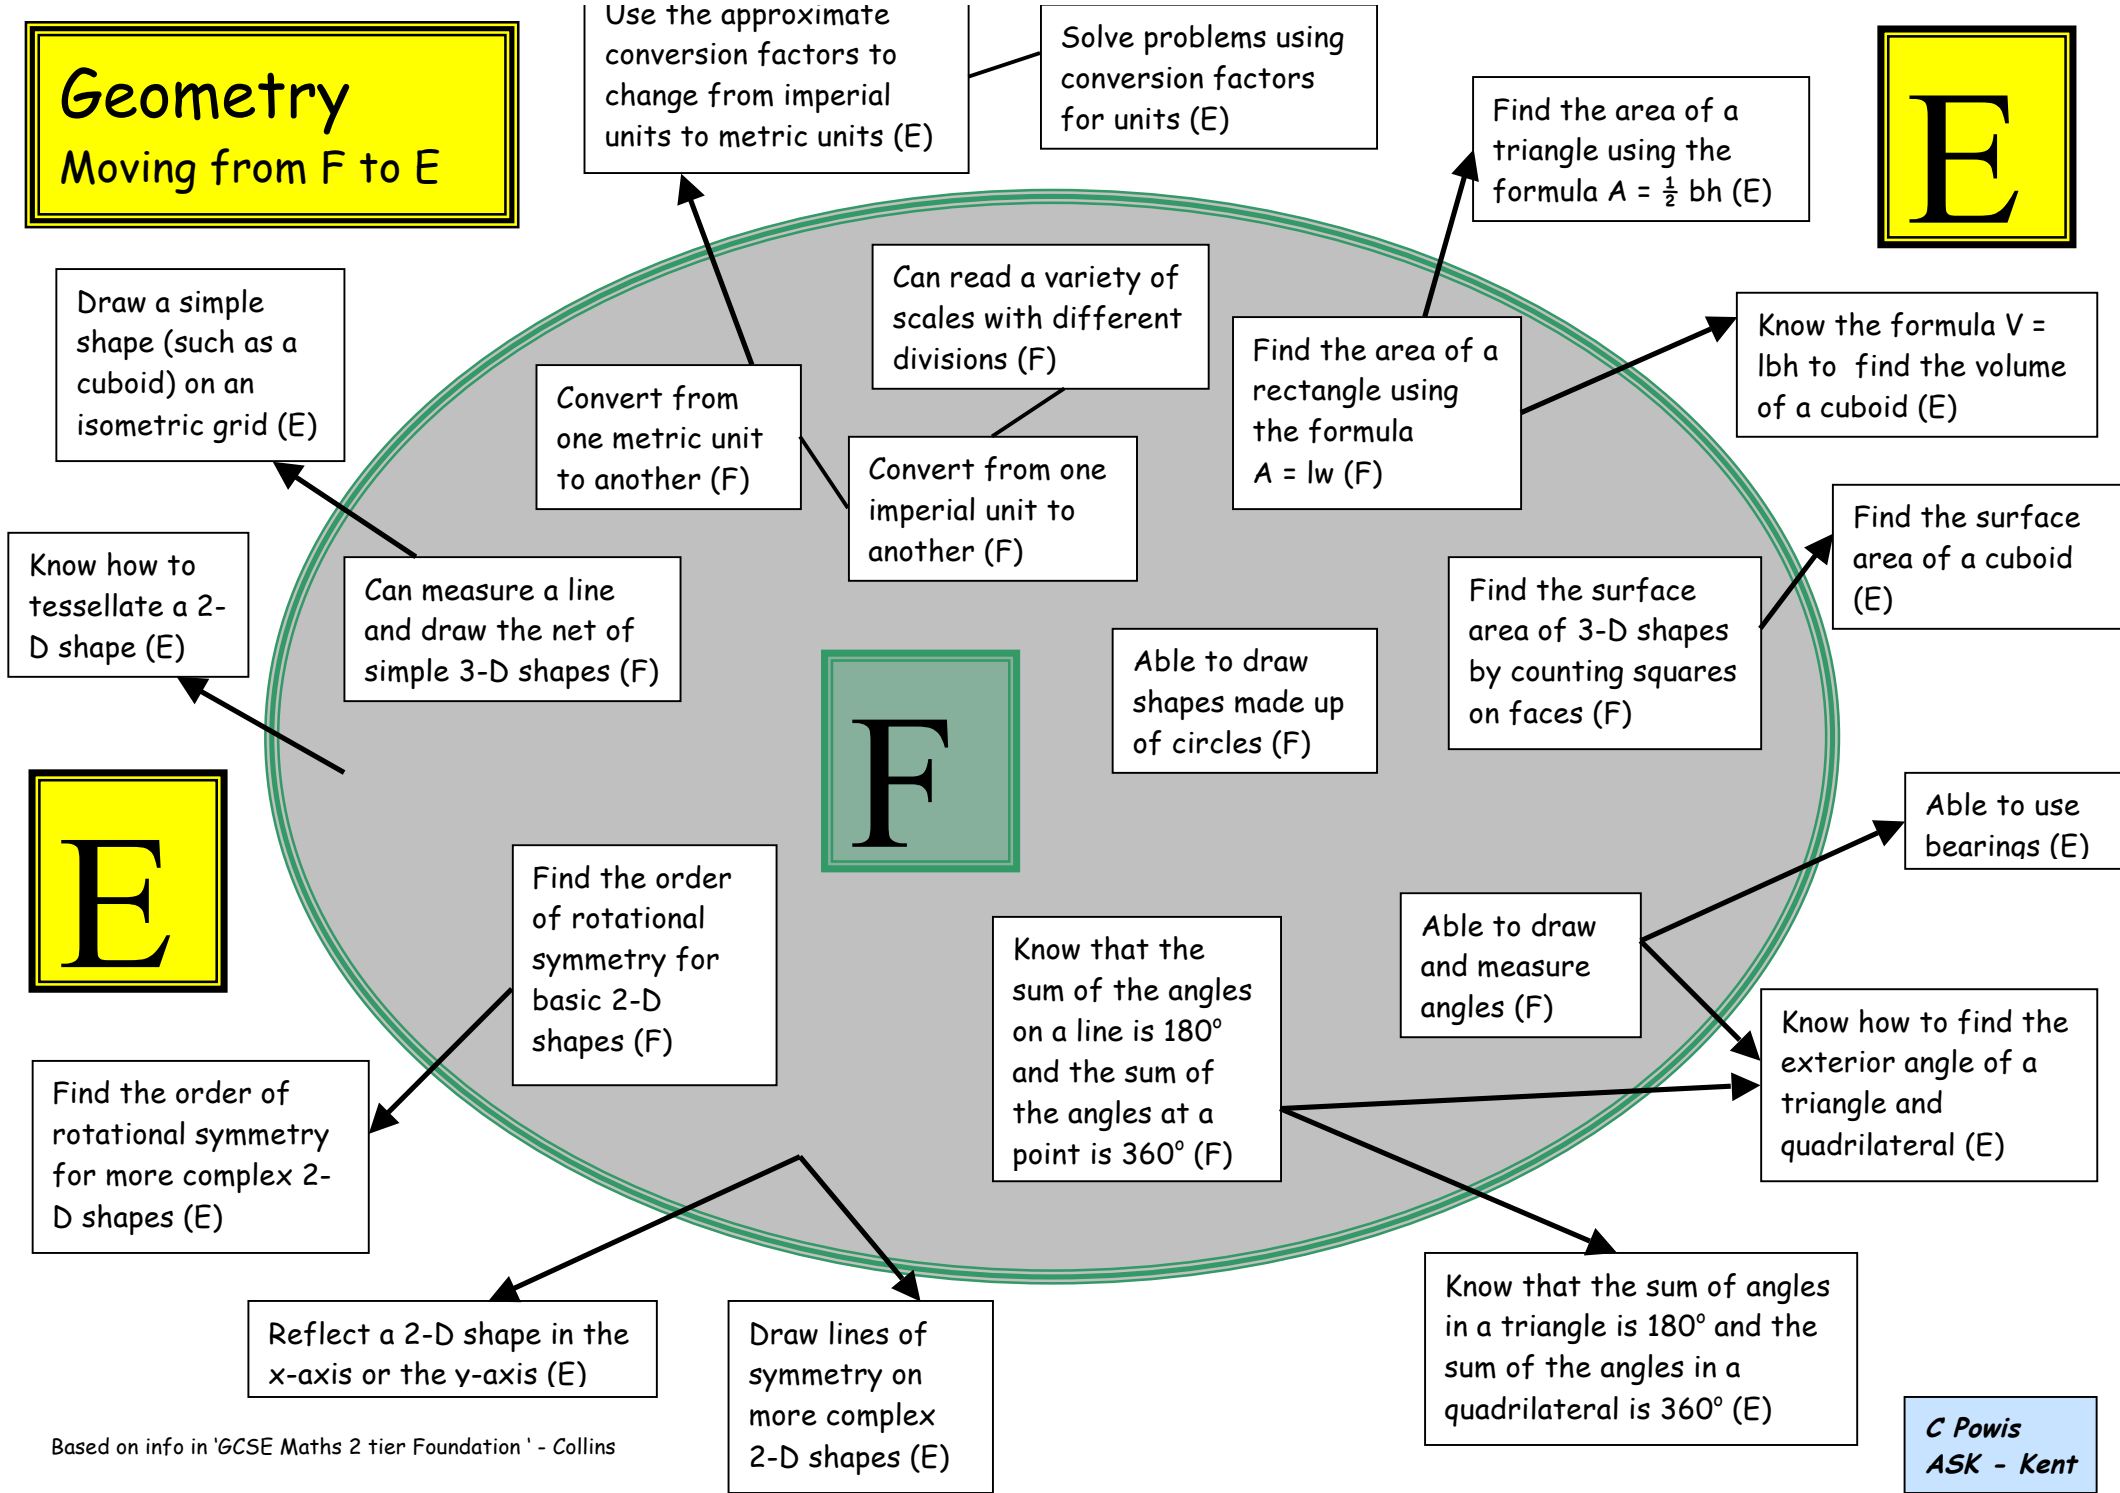 Geometry
Moving from F to E
Use the approximate
conversion factors to
change from imperial
units to metric units (E)
Solve problems using
conversion factors
for units (E)
Find the area of a
triangle using the
formula A = ½ bh (E)
E
Draw a simple
shape (such as a
cuboid) on an
isometric grid (E)
Can read a variety of
scales with different
divisions (F)
Find the area of a
rectangle using
the formula
A = lw (F)
Know the formula V =
lbh to  find the volume
of a cuboid (E)
Convert from
one metric unit
to another (F)
Convert from one
imperial unit to
another (F)
Find the surface
area of a cuboid
(E)
Know how to
tessellate a 2-
D shape (E)
Can measure a line
and draw the net of
simple 3-D shapes (F)
Find the surface
area of 3-D shapes
by counting squares
on faces (F)
Able to draw
shapes made up
of circles (F)
F
E
Able to use
bearings (E)
Find the order
of rotational
symmetry for
basic 2-D
shapes (F)
Know that the
sum of the angles
on a line is 180°
and the sum of
the angles at a
point is 360° (F)
Able to draw
and measure
angles (F)
Know how to find the
exterior angle of a
triangle and
quadrilateral (E)
Find the order of
rotational symmetry
for more complex 2-
D shapes (E)
Reflect a 2-D shape in the
x-axis or the y-axis (E)
Draw lines of
symmetry on
more complex
2-D shapes (E)
Know that the sum of angles
in a triangle is 180° and the
sum of the angles in a
quadrilateral is 360° (E)
Based on info in ‘GCSE Maths 2 tier Foundation ‘ - Collins
C Powis
ASK - Kent